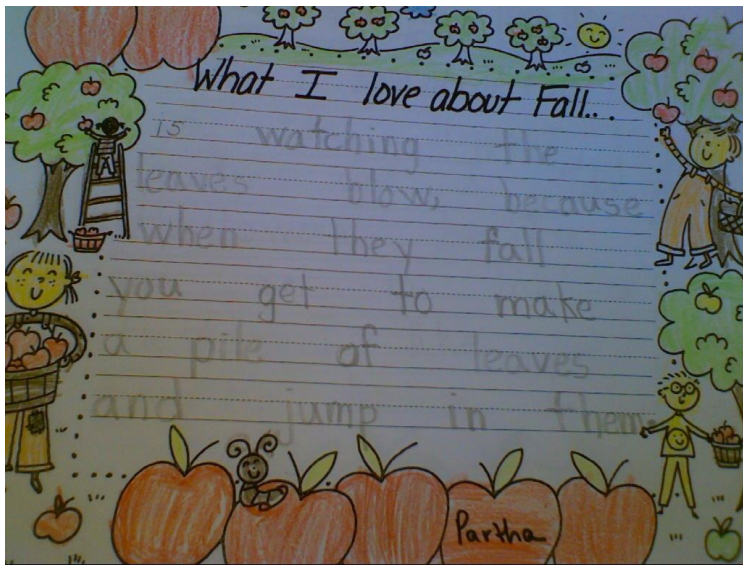 What I love about Fall...
is watching the
leaves blow, because
when they fall
you get to make
a pile of leaves
and jump in them.
Partha